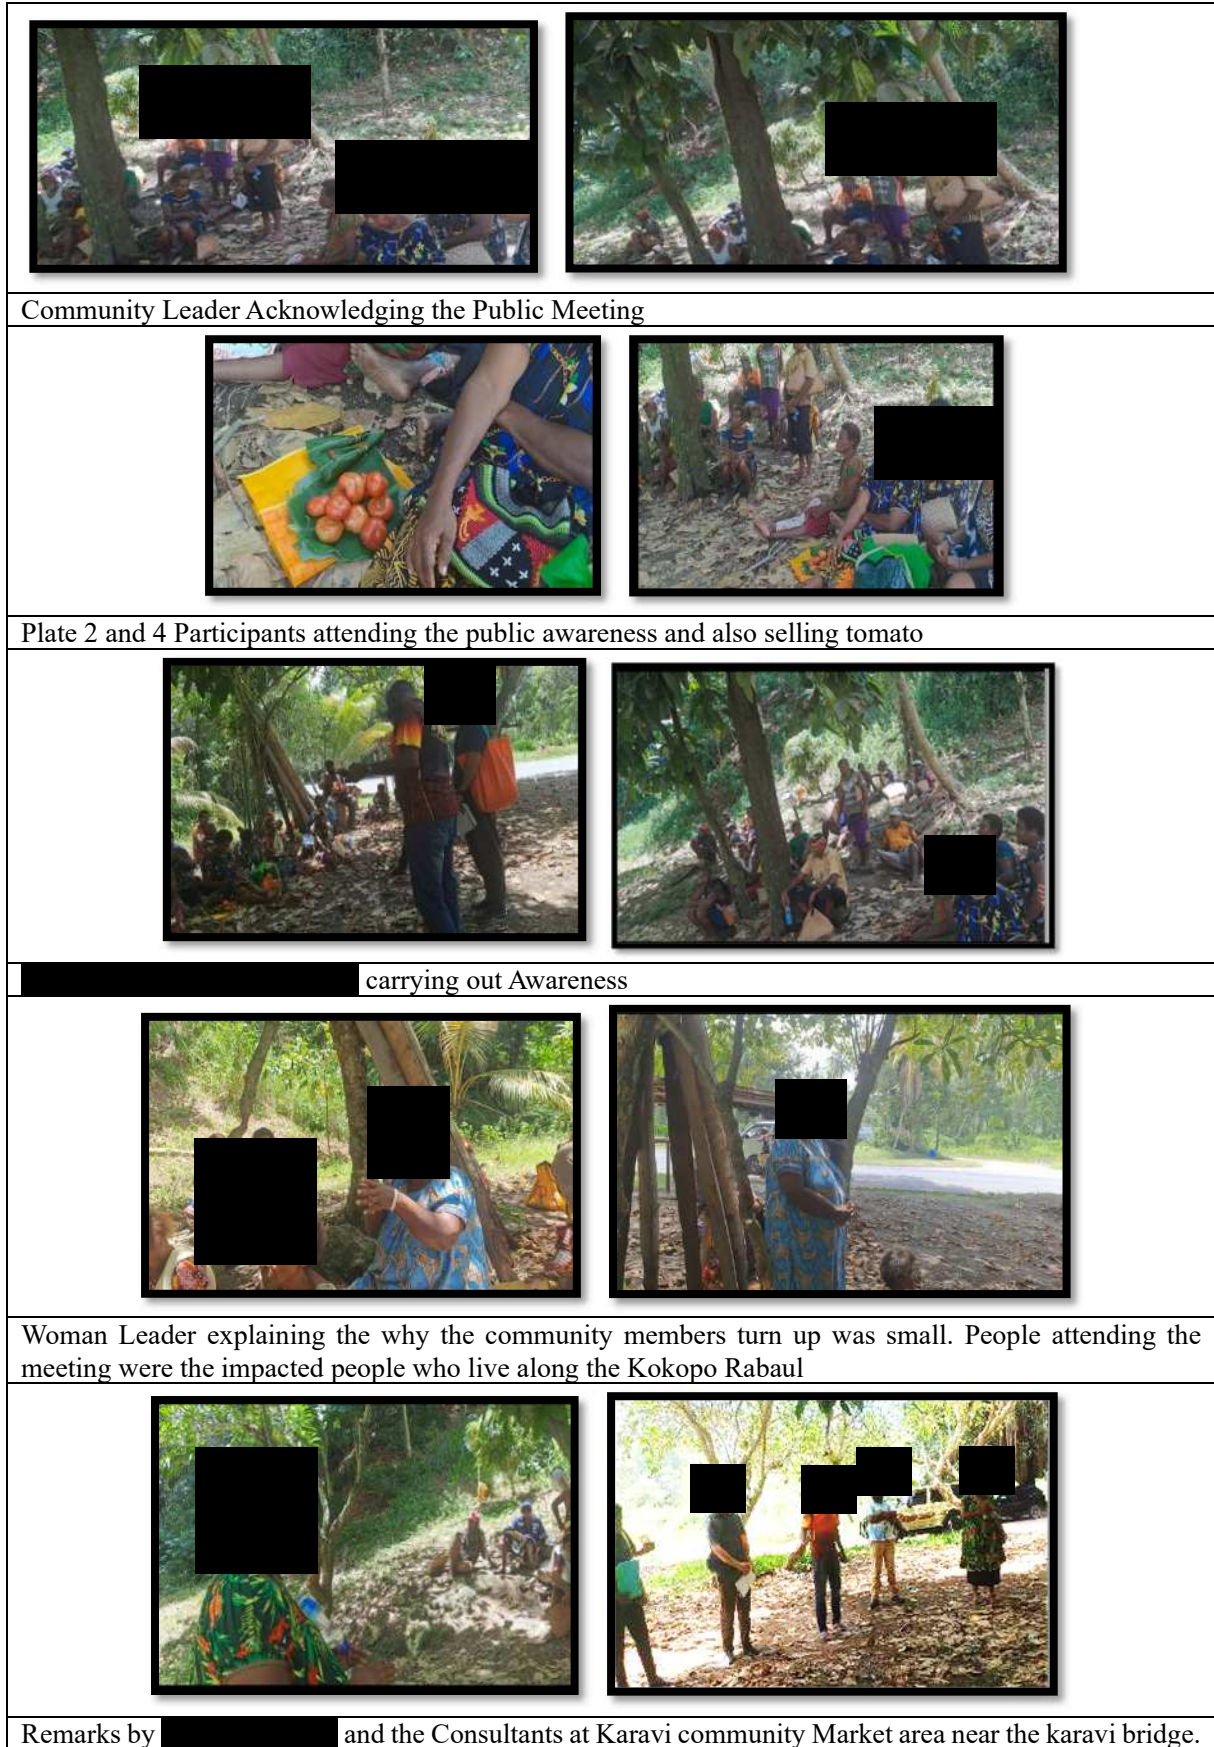 Community Leader Acknowledging the Public Meeting
Plate 2 and 4 Participants attending the public awareness and also selling tomato
carrying out Awareness
Woman Leader explaining the why the community members turn up was small. People attending the
meeting were the impacted people who live along the Kokopo Rabaul
Remarks by and the Consultants at Karavi community Market area near the karavi bridge.